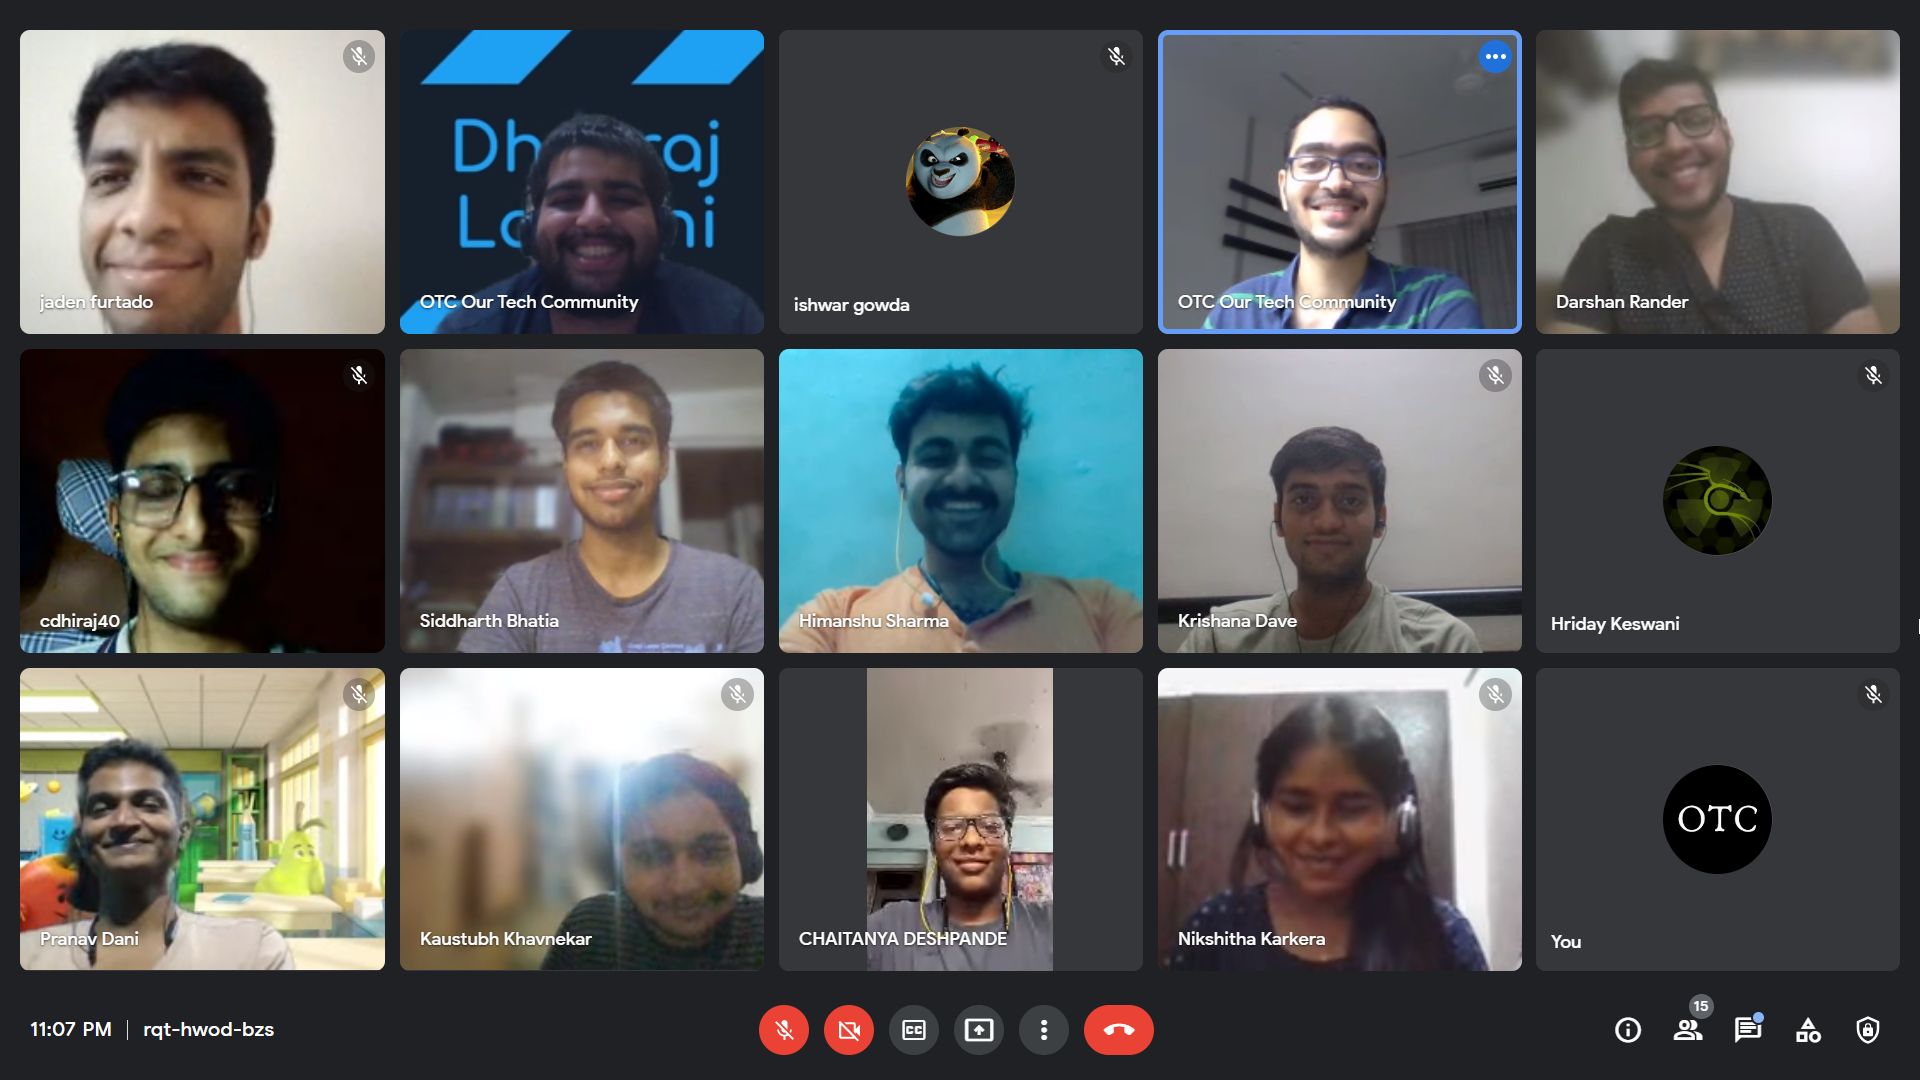 jaden furtado
Dh raj
Lo ni
OTC Our Tech Community
ishwar gowda
OTC Our Tech Community
Darshan Rander
cdhiraj40
Siddharth Bhatia
Himanshu Sharma
Krishana Dave
Hriday Keswani
Pranav Dani
Kaustubh Khavnekar
CHAITANYA DESHPANDE
Nikshitha Karkera
OTC
You
11:07 PM | rqt-hwod-bzs
CC
15